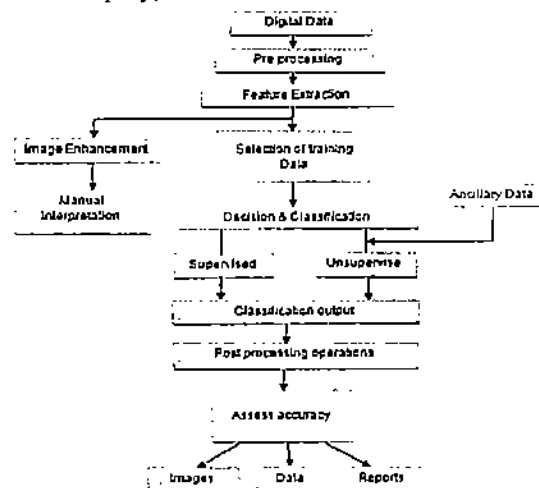 Digital Data
Pre processing
Feature Extraction
Image Enhancement
Selection of training
Data
Manual
Interpretation
Ancillary Data
Decision & Classification
Supervised
Unsupervise
Classification output
Post processing operations
Assess accuracy
Images
Data
Reports